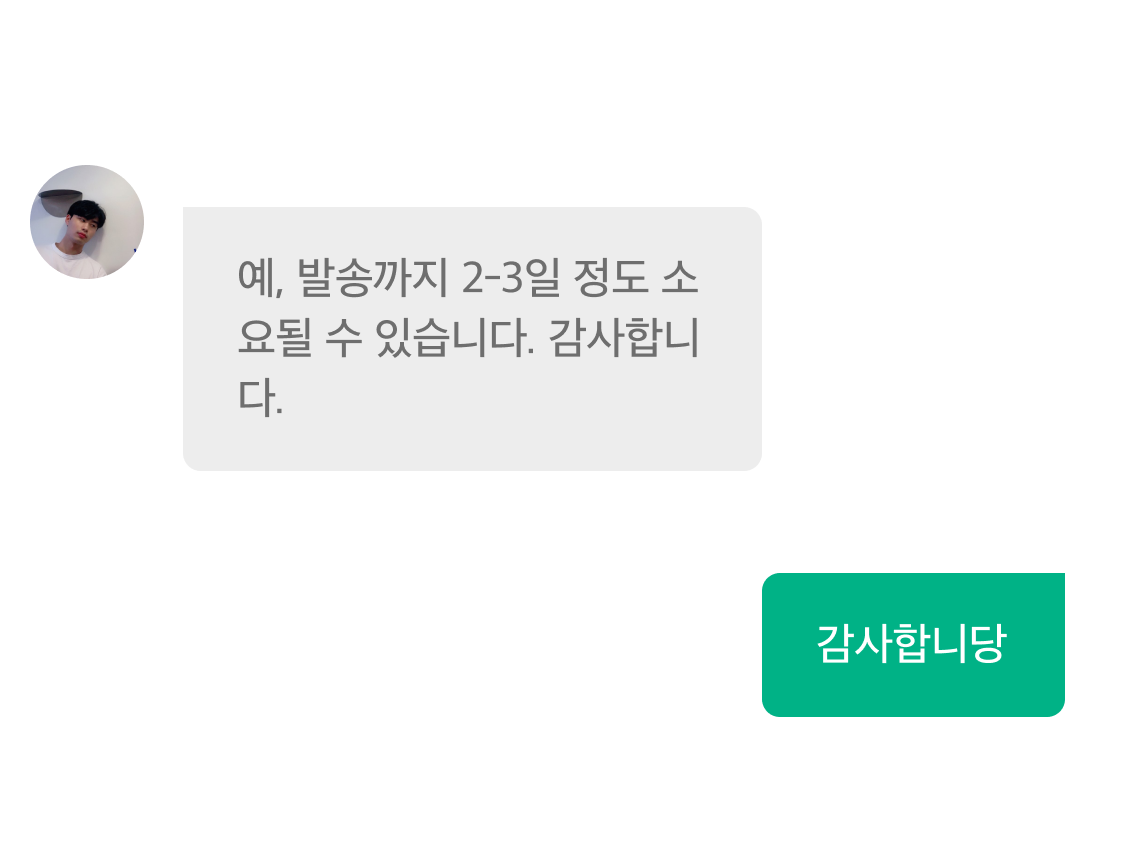 예, 발송까지 2-3일 정도 소
요될 수 있습니다. 감사합니
다.
감사합니당